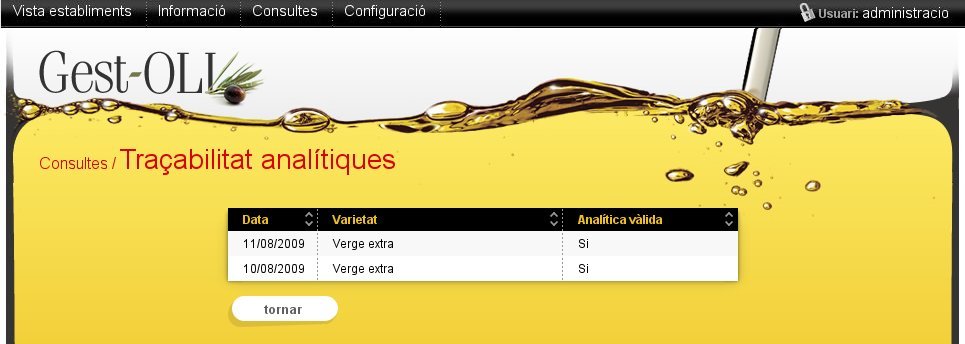 Vista establiments Informació Consultes Configuració Usuari: administracio
Gest-OLI
Consultes / Traçabilitat analítiques
Data Varietat Analítica vàlida
11/08/2009 Verge extra Si
10/08/2009 Verge extra Si
tornar